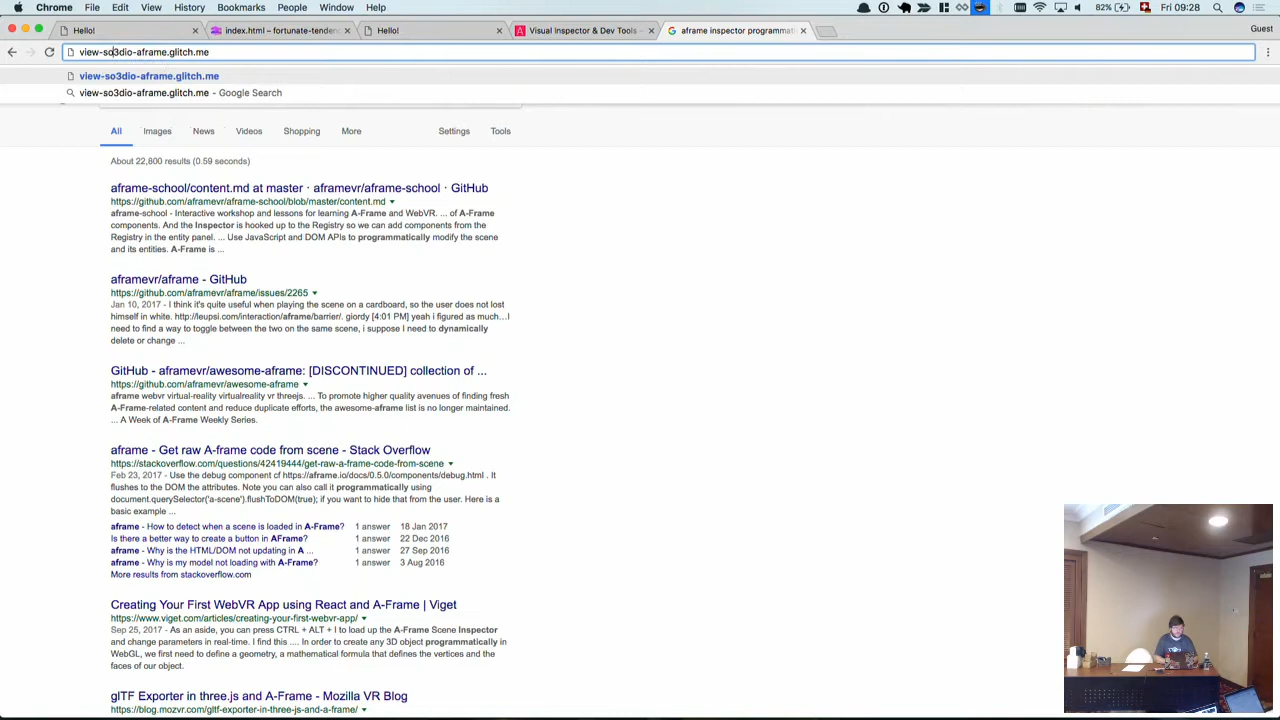 Chrome File Edit View History Bookmarks People Window Help
82% Fri 09:28
Hello!
index.html – fortunate-tender
Hello!
Visual Inspector & Dev Tools –
aframe inspector programmati
Guest
view-so3dio-aframe.glitch.me
view-so3dio-aframe.glitch.me
view-so3dio-aframe.glitch.me - Google Search
All Images News Videos Shopping More Settings Tools
About 22,800 results (0.59 seconds)
aframe-school/content.md at master · aframevr/aframe-school · GitHub
https://github.com/aframevr/aframe-school/blob/master/content.md
aframe-school - Interactive workshop and lessons for learning A-Frame and WebVR. ... of A-Frame
components. And the Inspector is hooked up to the Registry so we can add components from the
Registry in the entity panel. ... Use JavaScript and DOM APIs to programmatically modify the scene
and its entities. A-Frame is ...
aframevr/aframe - GitHub
https://github.com/aframevr/aframe/issues/2265
Jan 10, 2017 - I think it's quite useful when playing the scene on a cardboard, so the user does not lost
himself in white. http://leupsi.com/interaction/aframe/barrier/. giordy [4:01 PM] yeah i figured as much…I
need to find a way to toggle between the two on the same scene, i suppose I need to dynamically
delete or change ...
GitHub - aframevr/awesome-aframe: [DISCONTINUED] collection of ...
https://github.com/aframevr/awesome-aframe
aframe webvr virtual-reality virtualreality vr threejs. ... To promote higher quality avenues of finding fresh
A-Frame-related content and reduce duplicate efforts, the awesome-aframe list is no longer maintained.
... A Week of A-Frame Weekly Series.
aframe - Get raw A-frame code from scene - Stack Overflow
https://stackoverflow.com/questions/42419444/get-raw-a-frame-code-from-scene
Feb 23, 2017 - Use the debug component cf https://aframe.io/docs/0.5.0/components/debug.html . It
flushes to the DOM the attributes. Note you can also call it programmatically using
document.querySelector('a-scene').flushToDOM(true); if you want to hide that from the user. Here is a
basic example ...
aframe - How to detect when a scene is loaded in A-Frame? 1 answer 18 Jan 2017
Is there a better way to create a button in AFrame? 1 answer 22 Dec 2016
aframe - Why is the HTML/DOM not updating in A ... 1 answer 27 Sep 2016
aframe - Why is my model not loading with A-Frame? 1 answer 3 Aug 2016
More results from stackoverflow.com
Creating Your First WebVR App using React and A-Frame | Viget
https://www.viget.com/articles/creating-your-first-webvr-app/
Sep 25, 2017 - As an aside, you can press CTRL + ALT + I to load up the A-Frame Scene Inspector
and change parameters in real-time. I find this .... In order to create any 3D object programmatically in
WebGL, we first need to define a geometry, a mathematical formula that defines the vertices and the
faces of our object.
glTF Exporter in three.js and A-Frame - Mozilla VR Blog
https://blog.mozvr.com/gltf-exporter-in-three-js-and-a-frame/